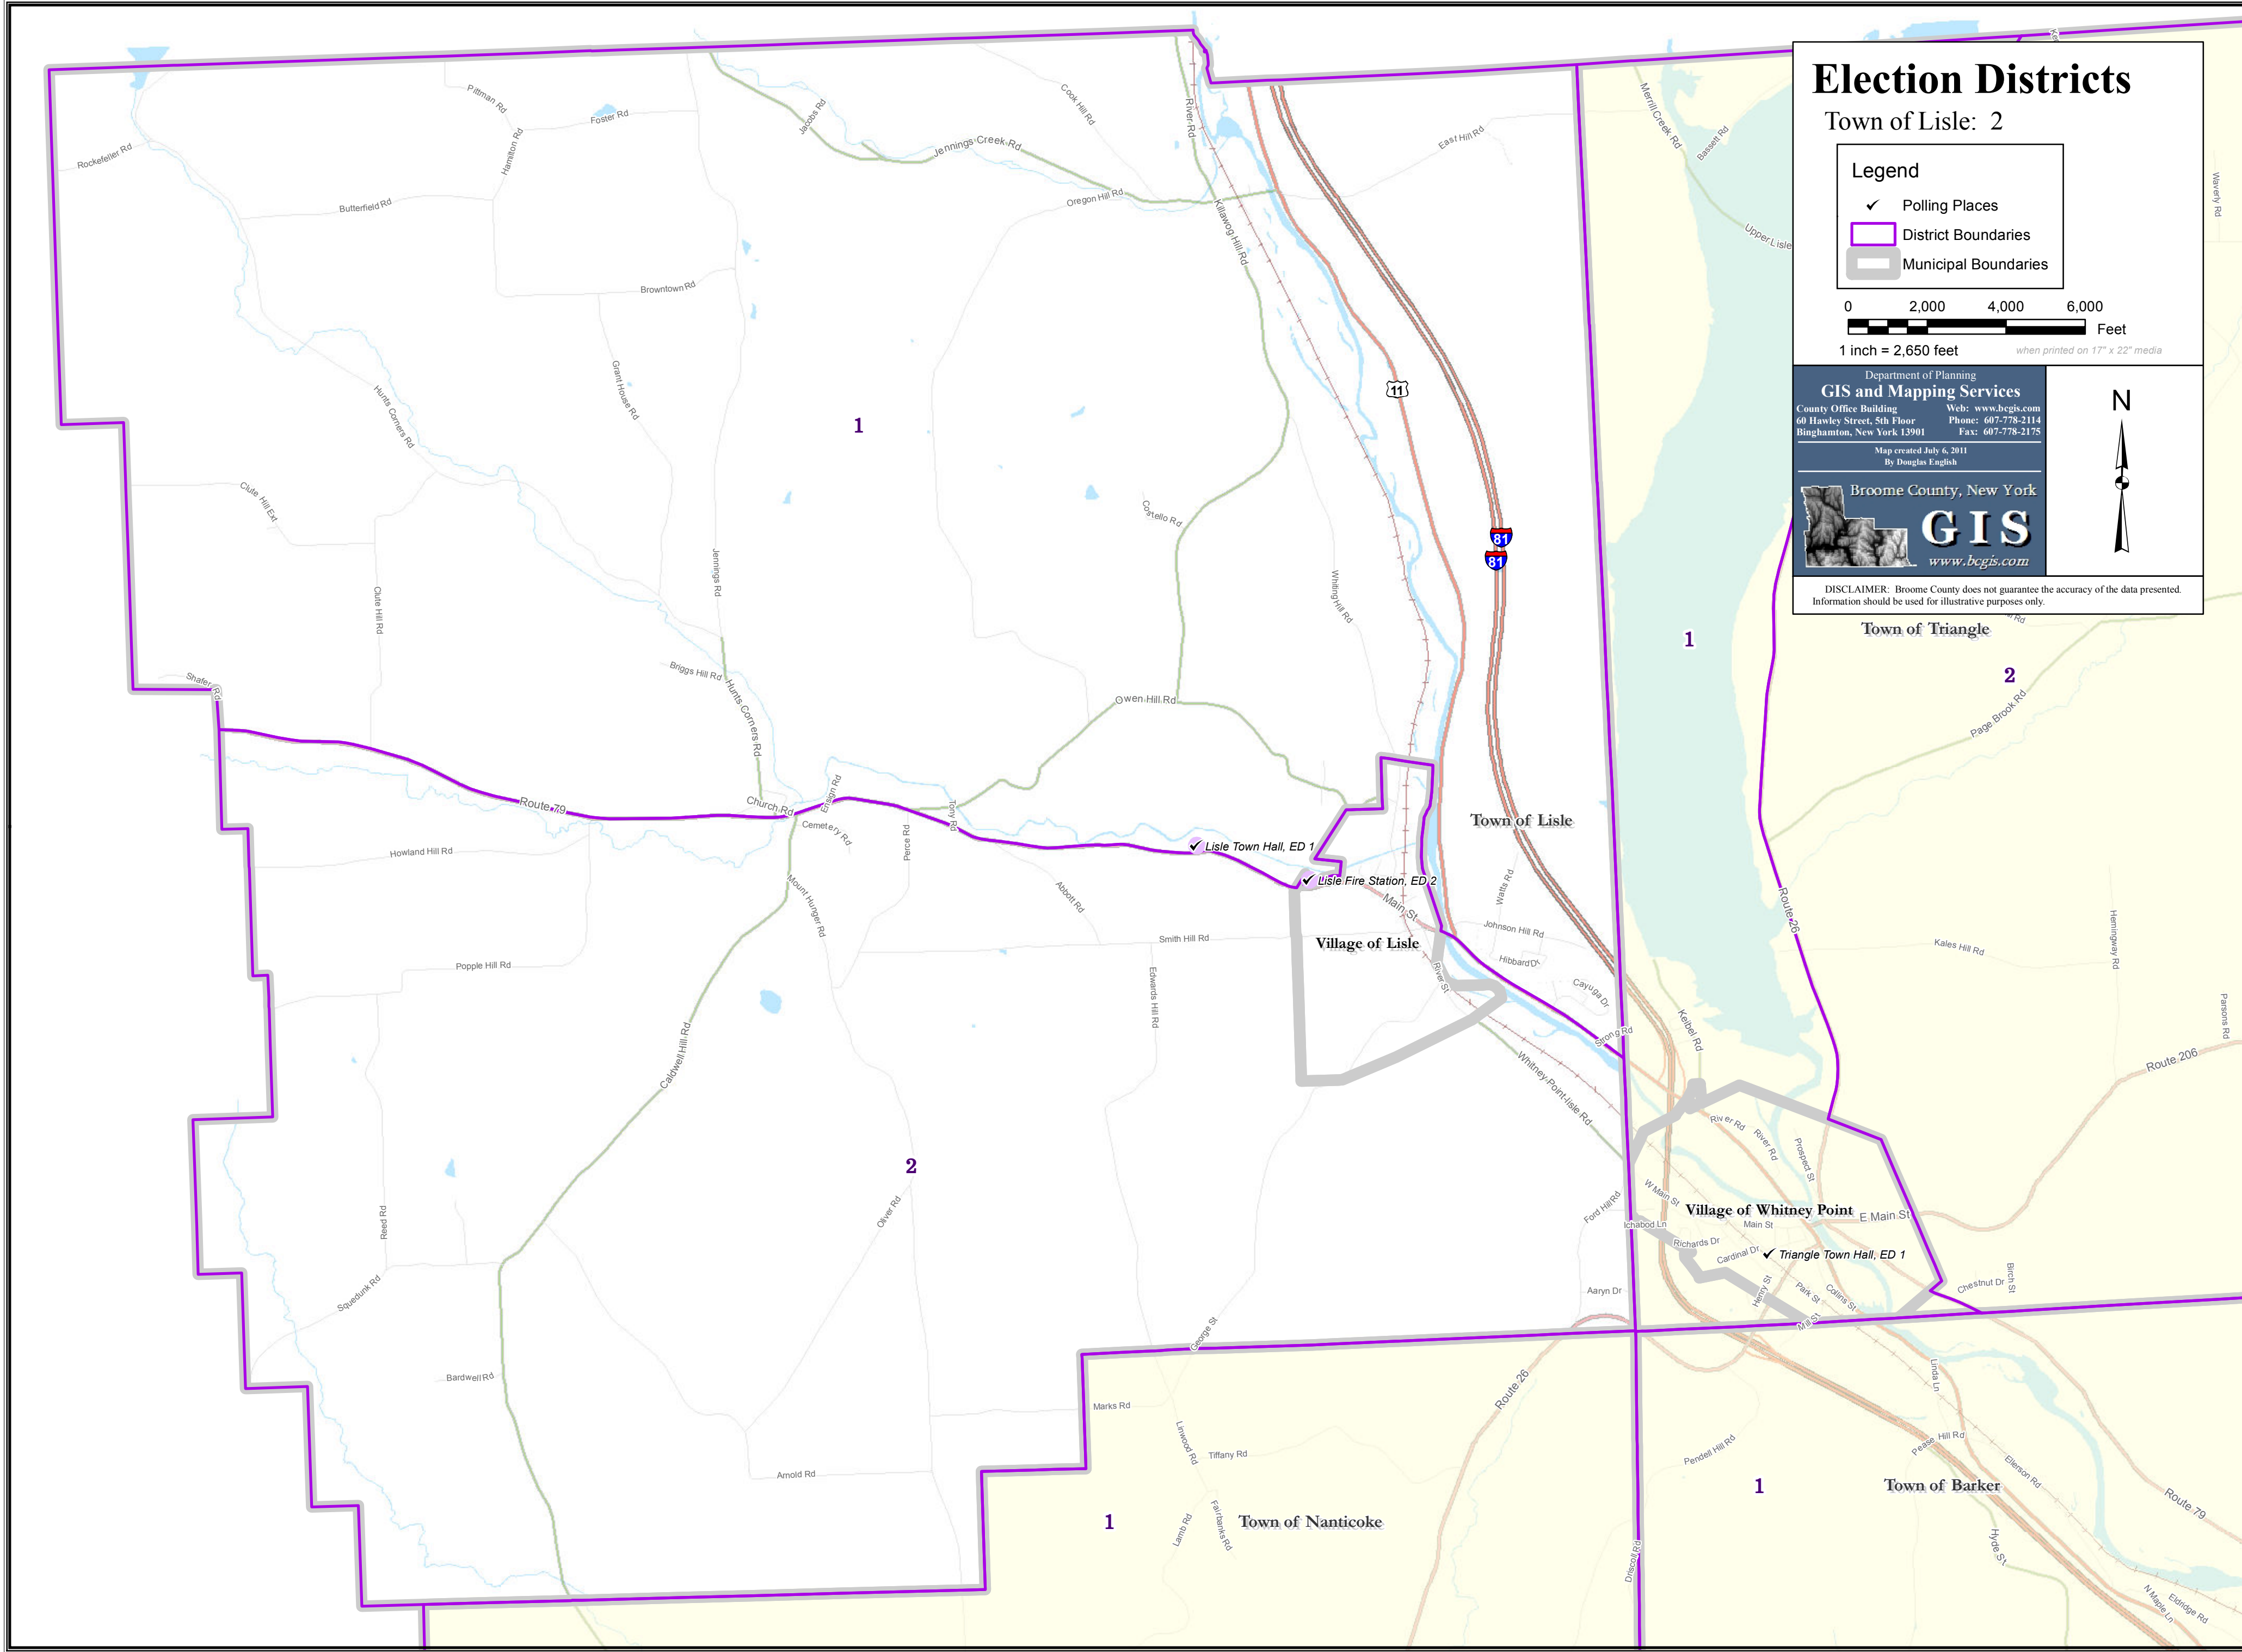 Election Districts
Town of Lisle: 2
Legend
Polling Places
District Boundaries
Municipal Boundaries
0 2,000 4,000 6,000
Feet
1 inch = 2,650 feet
when printed on 17" x 22" media
Department of Planning
GIS and Mapping Services
County Office Building Web: www.bcgis.com
60 Hawley Street, 5th Floor Phone: 607-778-2114
Binghamton, New York 13901 Fax: 607-778-2175
Map created July 6, 2011
By Douglas English
Broome County, New York
GIS
www.bcgis.com
N
DISCLAIMER: Broome County does not guarantee the accuracy of the data presented.
Information should be used for illustrative purposes only.
Rockefeller Rd
Pittman Rd
Hamilton Rd
Foster Rd
Butterfield Rd
Browntown Rd
Jacobs Rd
Jennings Creek Rd
Cook Hill Rd
River Rd
Oregon Hill Rd
Killawog Hill Rd
East Hill Rd
Merrill Creek Rd
Bassett Rd
Upper Lisle
Waverly Rd
11
81
81
Hunts Corners Rd
Grant House Rd
1
Clute Hill Ext
Clute Hill Rd
Jennings Rd
Costello Rd
Whiting Hill Rd
Shafer Rd
Briggs Hill Rd
Hunts Corners Rd
Owen Hill Rd
1
Town of Triangle
2
Page Brook Rd
Route 79
Church Rd
Ensign Rd
Cemetery Rd
Perce Rd
Torry Rd
Lisle Town Hall, ED 1
Lisle Fire Station, ED 2
Town of Lisle
Howland Hill Rd
Mount Hunger Rd
Abbott Rd
Main St
Watts Rd
Johnson Hill Rd
Route 26
Hemingway Rd
Kales Hill Rd
Parsons Rd
Popple Hill Rd
Smith Hill Rd
Village of Lisle
Hibbard Dr
Cayuga Dr
River St
Edwards Hill Rd
Strong Rd
Keibel Rd
Route 206
Caldwell Hill Rd
Whitney Point-lisle Rd
River Rd
River Rd
Prospect St
2
Reed Rd
Oliver Rd
Ford Hill Rd
W Main St
Ichabod Ln
Village of Whitney Point
Main St
E Main St
Richards Dr
Cardinal Dr
Triangle Town Hall, ED 1
Squedunk Rd
Aaryn Dr
Henry St
Park St
Collins St
Chestnut Dr
Birch St
Mill St
George St
Bardwell Rd
Marks Rd
Route 26
Linda Ln
Linwood Rd
Tiffany Rd
Arnold Rd
Pendell Hill Rd
Pease Hill Rd
Ellerson Rd
1
Town of Barker
Route 79
1
Town of Nanticoke
Lamb Rd
Fairbanks Rd
Driscoll Rd
Hyde St
N Maple Ln
Eldridge Rd